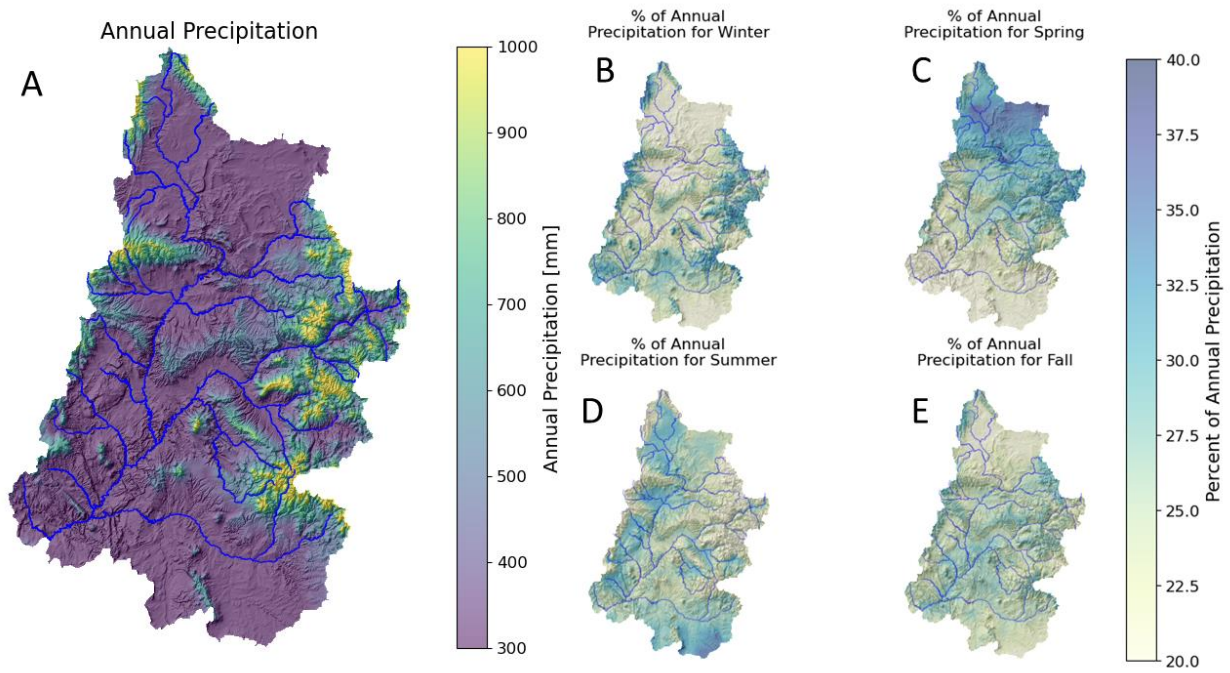 Annual Precipitation
A
1000
900
800
700
600
500
400
300
Annual Precipitation [mm]
% of Annual
Precipitation for Winter
B
% of Annual
Precipitation for Spring
C
% of Annual
Precipitation for Summer
D
% of Annual
Precipitation for Fall
E
40.0
37.5
35.0
32.5
30.0
27.5
25.0
22.5
20.0
Percent of Annual Precipitation